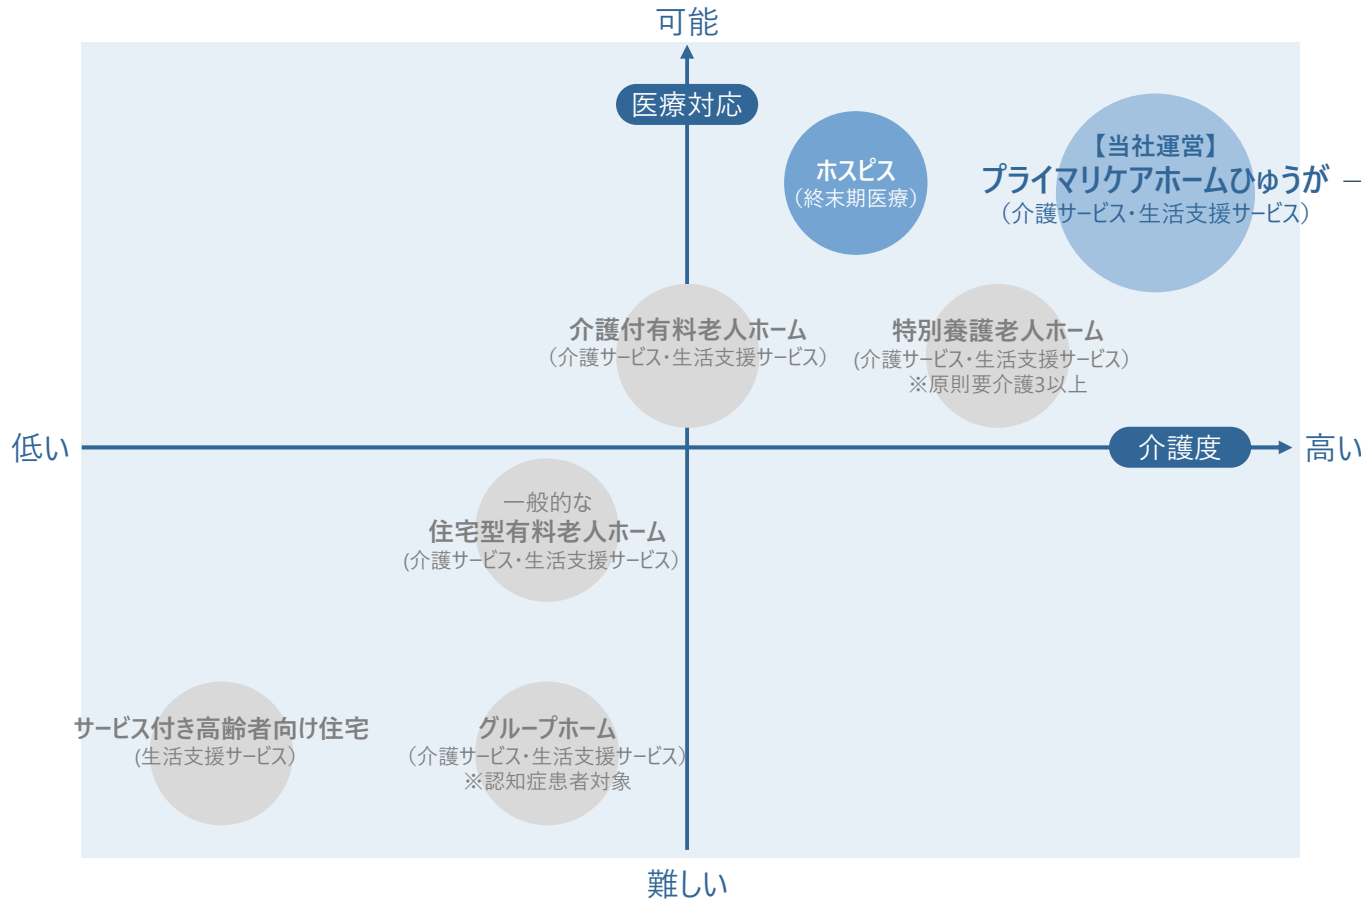 可能
医療対応
ホスピス
（終末期医療）
【当社運営】
プライマリケアホームひゅうが
（介護サービス・生活支援サービス）
介護付有料老人ホーム
（介護サービス・生活支援サービス）
特別養護老人ホーム
(介護サービス・生活支援サービス)
※原則要介護3以上
低い
介護度
高い
一般的な
住宅型有料老人ホーム
(介護サービス・生活支援サービス)
サービス付き高齢者向け住宅
(生活支援サービス)
グループホーム
（介護サービス・生活支援サービス)
※認知症患者対象
難しい